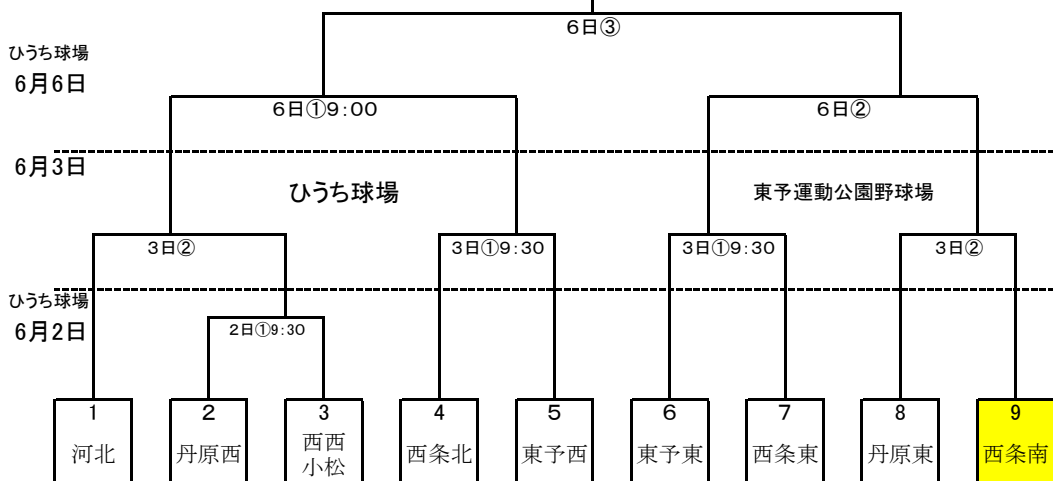 6日③
ひうち球場
6月6日
6日①9:00
6日②
6月3日
ひうち球場
東予運動公園野球場
3日②
3日①9:30
3日①9:30
3日②
ひうち球場
6月2日
2日①9:30
1
2
3
4
5
6
7
8
9
河北
丹原西
西西
小松
西条北
東予西
東予東
西条東
丹原東
西条南